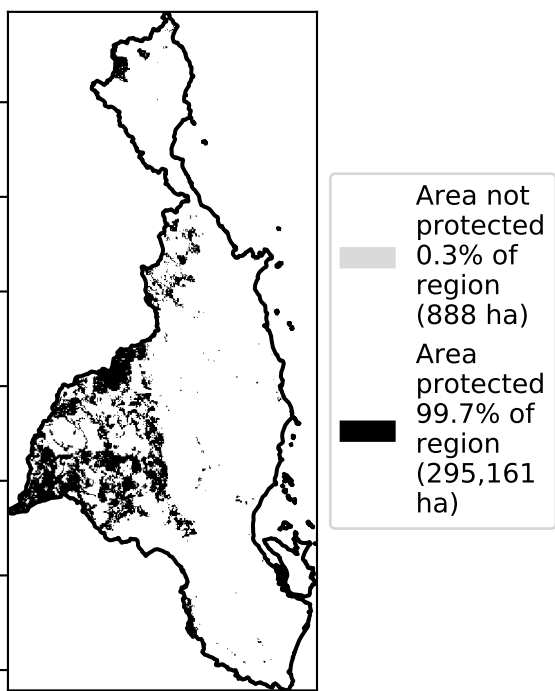 Area not
protected
0.3% of
region
(888 ha)
Area
protected
99.7% of
region
(295,161
ha)